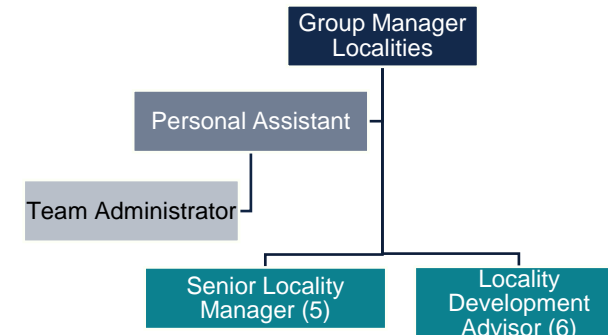 Group Manager
Localities
Personal Assistant
Team Administrator
Senior Locality
Manager (5)
Locality
Development
Advisor (6)